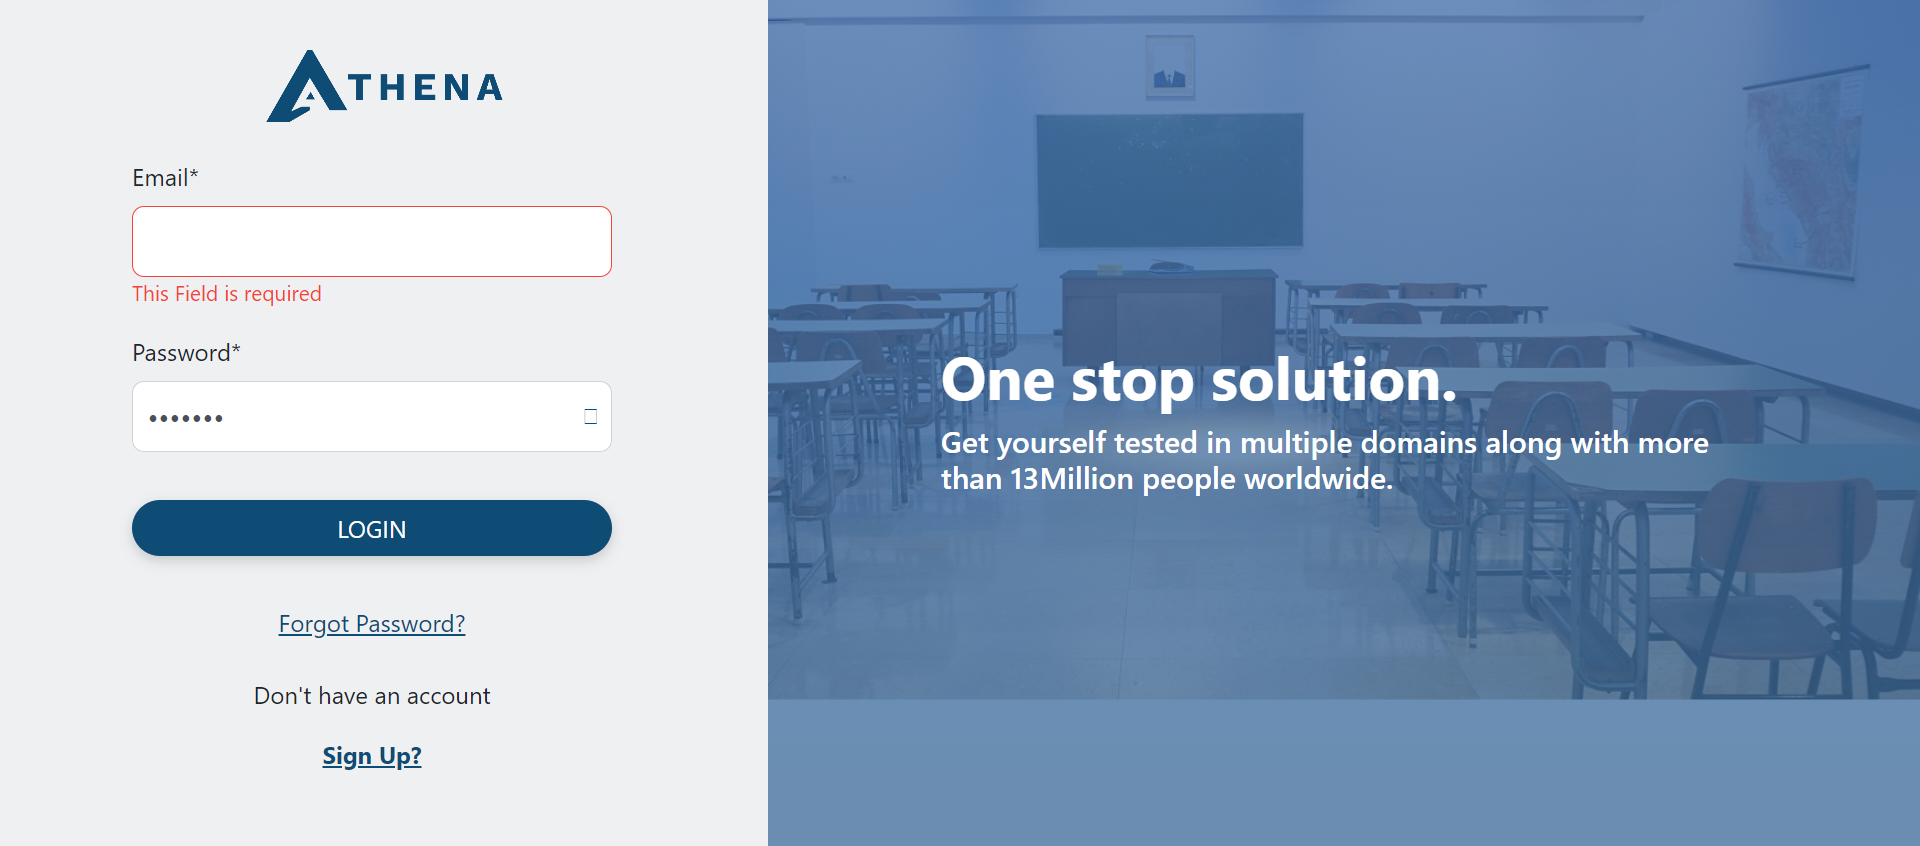 ATHENA
Email*
This Field is required
Password*
•••••••
LOGIN
Forgot Password?
Don't have an account
Sign Up?
One stop solution.
Get yourself tested in multiple domains along with more
than 13Million people worldwide.